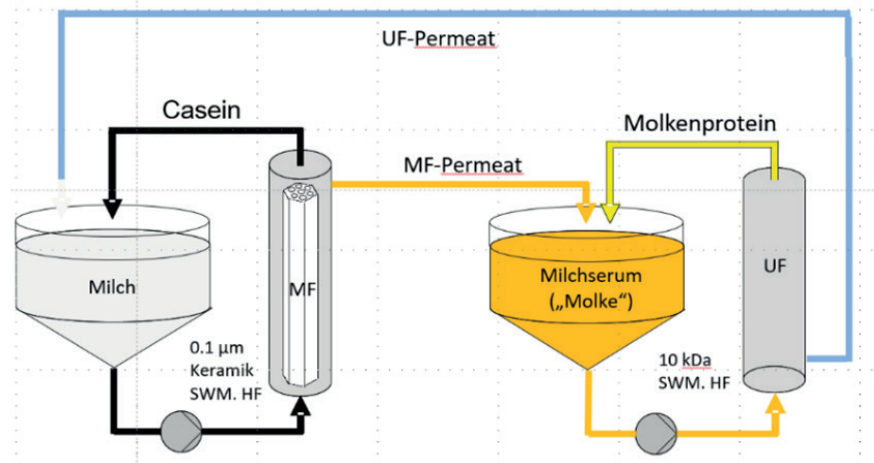 UF-Permeat
Casein
Molkenprotein
MF-Permeat
Milch
MF
Milchserum
(„Molke“)
UF
0.1 µm
Keramik
SWM. HF
10 kDa
SWM. HF